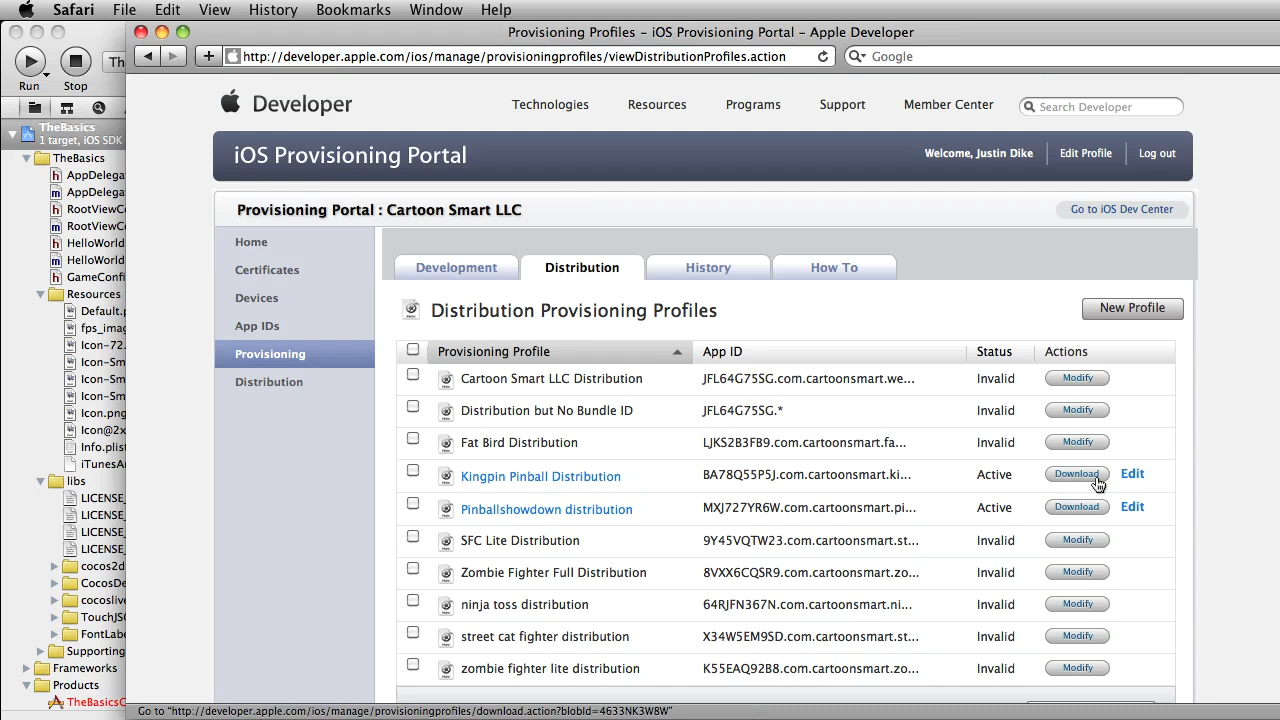 Safari File Edit View History Bookmarks Window Help
Provisioning Profiles – iOS Provisioning Portal – Apple Developer
http://developer.apple.com/ios/manage/provisioningprofiles/viewDistributionProfiles.action
Google
Run Stop
Developer
Technologies Resources Programs Support Member Center
Search Developer
TheBasics
1 target, iOS SDK
TheBasics
AppDelega
AppDelega
RootViewCo
RootViewCo
HelloWorld
HelloWorld
GameConfi
Resources
Default.p
fps_imag
Icon-72.
Icon-Sm
Icon-Sm
Icon-Sm
Icon.png
Icon@2x
Info.plist
iTunesAr
libs
LICENSE_
LICENSE_
LICENSE_
LICENSE_
cocos2d
CocosDe
cocoslive
TouchJS
FontLabe
Supporting
Frameworks
Products
TheBasicsC
iOS Provisioning Portal
Welcome, Justin Dike Edit Profile Log out
Provisioning Portal : Cartoon Smart LLC
Go to iOS Dev Center
Home
Certificates
Devices
App IDs
Provisioning
Distribution
Development Distribution History How To
Distribution Provisioning Profiles
New Profile
Provisioning Profile App ID Status Actions
Cartoon Smart LLC Distribution JFL64G75SG.com.cartoonsmart.we... Invalid Modify
Distribution but No Bundle ID JFL64G75SG.* Invalid Modify
Fat Bird Distribution LJKS2B3FB9.com.cartoonsmart.fa... Invalid Modify
Kingpin Pinball Distribution BA78Q55P5J.com.cartoonsmart.ki... Active Download Edit
Pinballshowdown distribution MXJ727YR6W.com.cartoonsmart.pi... Active Download Edit
SFC Lite Distribution 9Y45VQTW23.com.cartoonsmart.st... Invalid Modify
Zombie Fighter Full Distribution 8VXX6CQSR9.com.cartoonsmart.zo... Invalid Modify
ninja toss distribution 64RJFN367N.com.cartoonsmart.ni... Invalid Modify
street cat fighter distribution X34W5EM9SD.com.cartoonsmart.st... Invalid Modify
zombie fighter lite distribution K55EAQ92B8.com.cartoonsmart.zo... Invalid Modify
Go to "http://developer.apple.com/ios/manage/provisioningprofiles/download.action?blobId=4633NK3W8W"